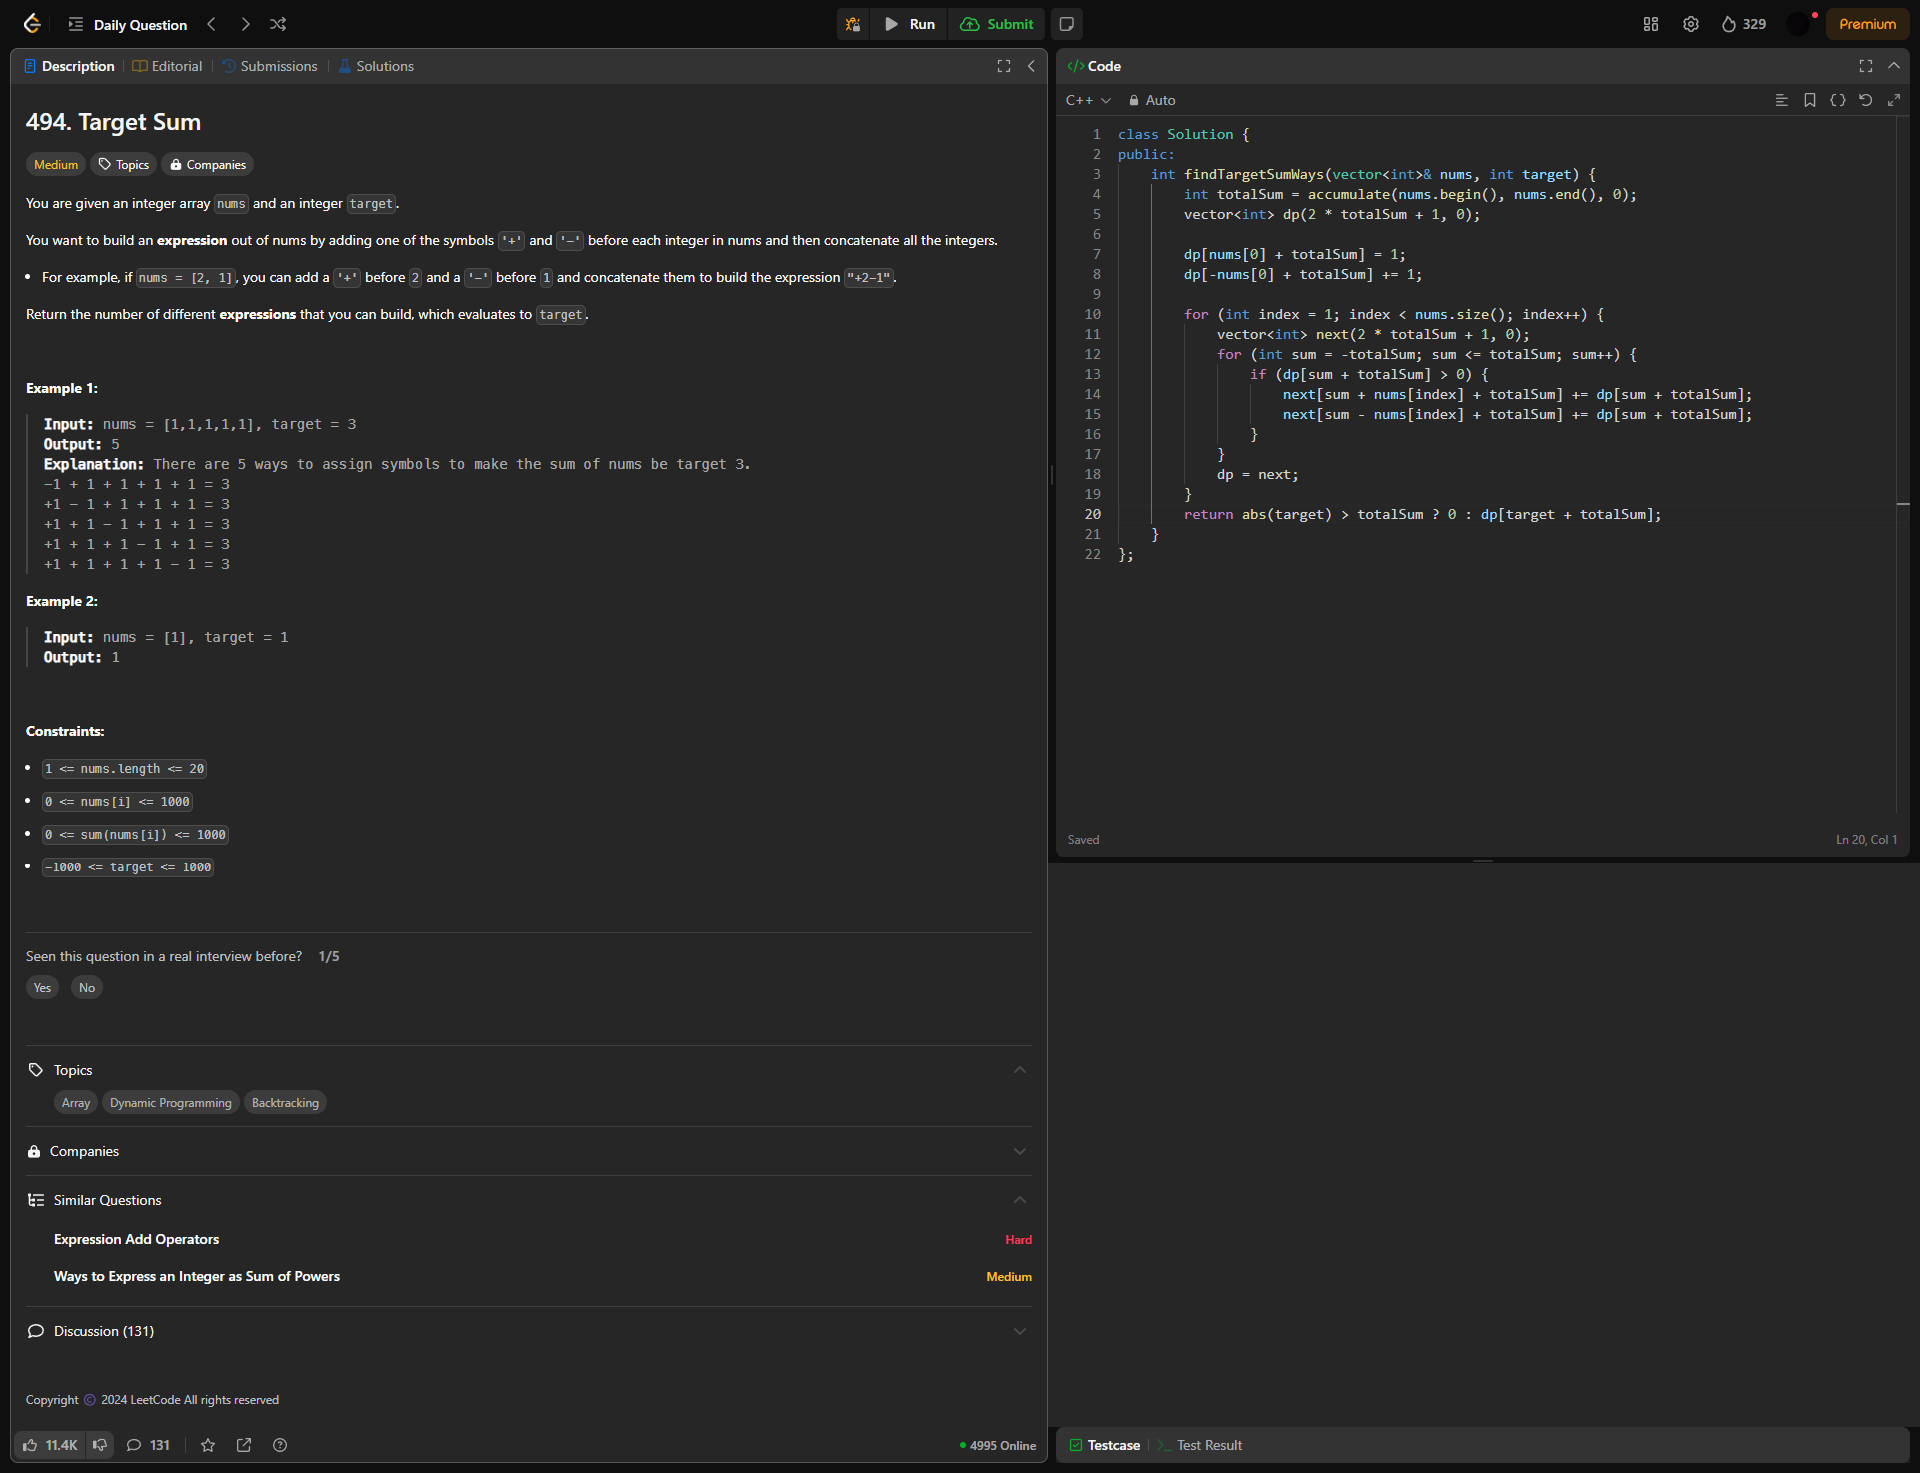 Daily Question
Run
Submit
329
Premium
Description
Editorial
Submissions
Solutions
494. Target Sum
Medium
Topics
Companies
You are given an integer array nums and an integer target.
You want to build an expression out of nums by adding one of the symbols '+' and '-' before each integer in nums and then concatenate all the integers.
• For example, if nums = [2, 1], you can add a '+' before 2 and a '-' before 1 and concatenate them to build the expression "+2-1".
Return the number of different expressions that you can build, which evaluates to target.
Example 1:
Input: nums = [1,1,1,1,1], target = 3
Output: 5
Explanation: There are 5 ways to assign symbols to make the sum of nums be target 3.
-1 + 1 + 1 + 1 + 1 = 3
+1 - 1 + 1 + 1 + 1 = 3
+1 + 1 - 1 + 1 + 1 = 3
+1 + 1 + 1 - 1 + 1 = 3
+1 + 1 + 1 + 1 - 1 = 3
Example 2:
Input: nums = [1], target = 1
Output: 1
Constraints:
• 1 <= nums.length <= 20
• 0 <= nums[i] <= 1000
• 0 <= sum(nums[i]) <= 1000
• -1000 <= target <= 1000
Seen this question in a real interview before? 1/5
Yes
No
Topics
Array
Dynamic Programming
Backtracking
Companies
Similar Questions
Expression Add Operators
Hard
Ways to Express an Integer as Sum of Powers
Medium
Discussion (131)
Copyright © 2024 LeetCode All rights reserved
11.4K
131
4995 Online
</> Code
C++
Auto
1 class Solution {
2 public:
3     int findTargetSumWays(vector<int>& nums, int target) {
4         int totalSum = accumulate(nums.begin(), nums.end(), 0);
5         vector<int> dp(2 * totalSum + 1, 0);
6
7         dp[nums[0] + totalSum] = 1;
8         dp[-nums[0] + totalSum] += 1;
9
10         for (int index = 1; index < nums.size(); index++) {
11             vector<int> next(2 * totalSum + 1, 0);
12             for (int sum = -totalSum; sum <= totalSum; sum++) {
13                 if (dp[sum + totalSum] > 0) {
14                     next[sum + nums[index] + totalSum] += dp[sum + totalSum];
15                     next[sum - nums[index] + totalSum] += dp[sum + totalSum];
16                 }
17             }
18             dp = next;
19         }
20         return abs(target) > totalSum ? 0 : dp[target + totalSum];
21     }
22 };
Saved
Ln 20, Col 1
Testcase
Test Result